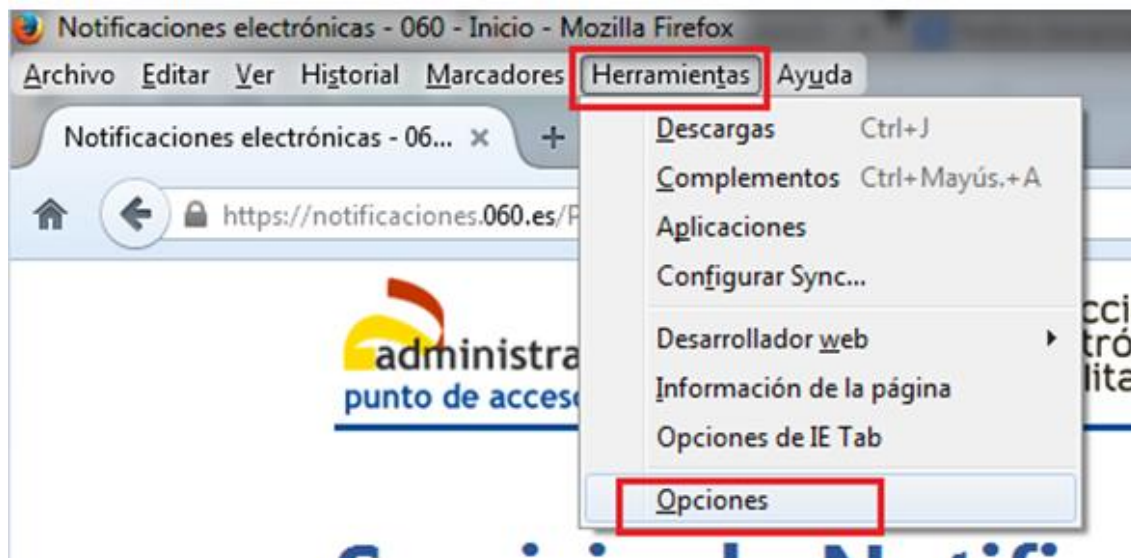 Notificaciones electrónicas - 060 - Inicio - Mozilla Firefox
Archivo Editar Ver Historial Marcadores Herramientas Ayuda
Notificaciones electrónicas - 06... × +
https://notificaciones.060.es/P
Descargas Ctrl+J
Complementos Ctrl+Mayús.+A
Aplicaciones
Configurar Sync...
Desarrollador web
Información de la página
Opciones de IE Tab
Opciones
administra
punto de acces